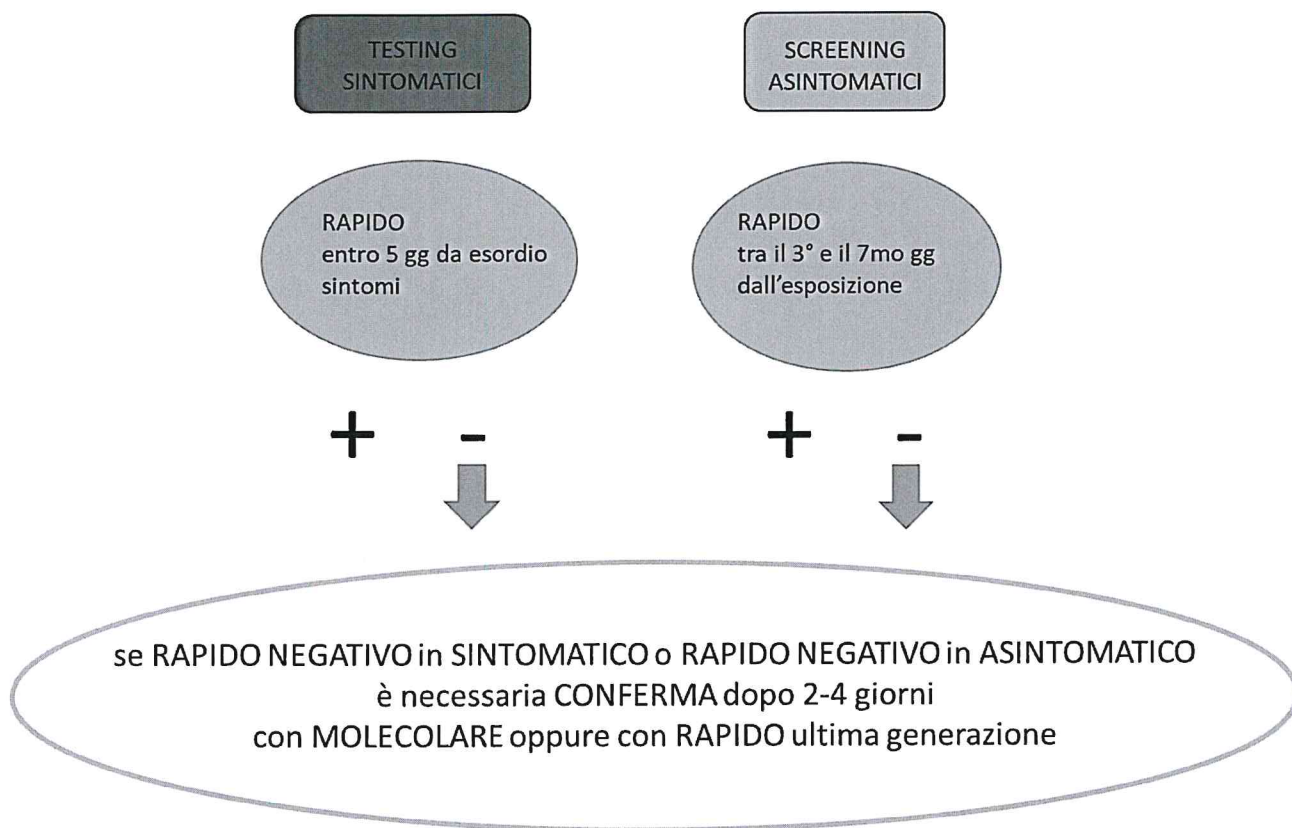 TESTING
SINTOMATICI
SCREENING
ASINTOMATICI
RAPIDO
entro 5 gg da esordio
sintomi
RAPIDO
tra il 3° e il 7mo gg
dall'esposizione
+ -
+ -
se RAPIDO NEGATIVO in SINTOMATICO o RAPIDO NEGATIVO in ASINTOMATICO
è necessaria CONFERMA dopo 2-4 giorni
con MOLECOLARE oppure con RAPIDO ultima generazione